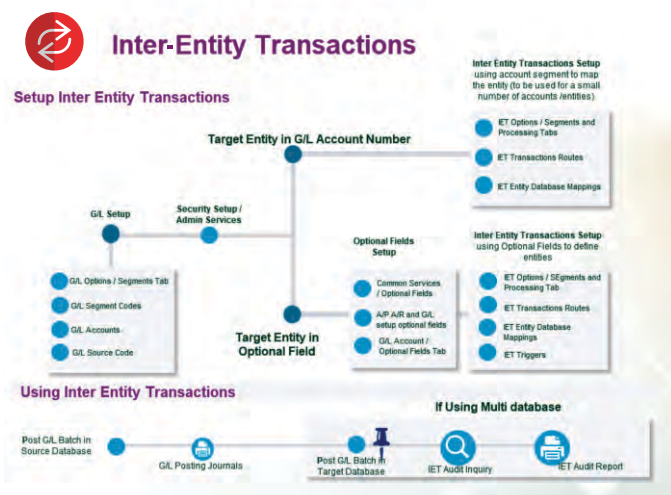 Inter-Entity Transactions
Setup Inter Entity Transactions
Inter Entity Transactions Setup
using account segment to map
the entity (to be used for a small
number of accounts /entities)
IET Options / Segments and
Processing Tabs
IET Transactions Routes
IET Entity Database Mappings
Target Entity in G/L Account Number
G/L Setup
Security Setup /
Admin Services
G/L Options / Segments Tab
G/L Segment Codes
G/L Accounts
G/L Source Code
Target Entity in
Optional Field
Optional Fields
Setup
Common Services
/ Optional Fields
A/P A/R and G/L
setup optional fields
G/L Account /
Optional Fields Tab
Inter Entity Transactions Setup
using Optional Fields to define
entities
IET Options / SEgments and
Processing Tab
IET Transactions Routes
IET Entity Database
Mappings
IET Triggers
Using Inter Entity Transactions
If Using Multi database
Post G/L Batch in
Source Database
G/L Posting Journals
Post G/L Batch in
Target Database
IET Audit Inquiry
IET Audit Report